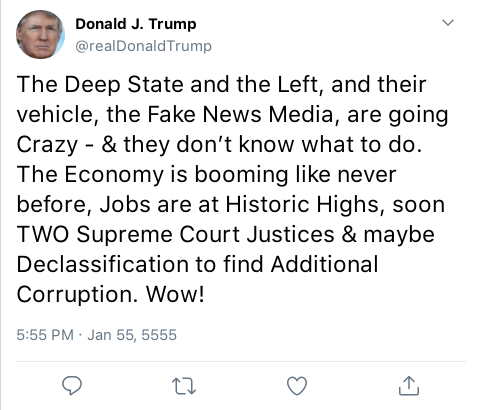 Donald J. Trump
@realDonaldTrump
The Deep State and the Left, and their
vehicle, the Fake News Media, are going
Crazy - & they don’t know what to do.
The Economy is booming like never
before, Jobs are at Historic Highs, soon
TWO Supreme Court Justices & maybe
Declassification to find Additional
Corruption. Wow!
5:55 PM · Jan 55, 5555